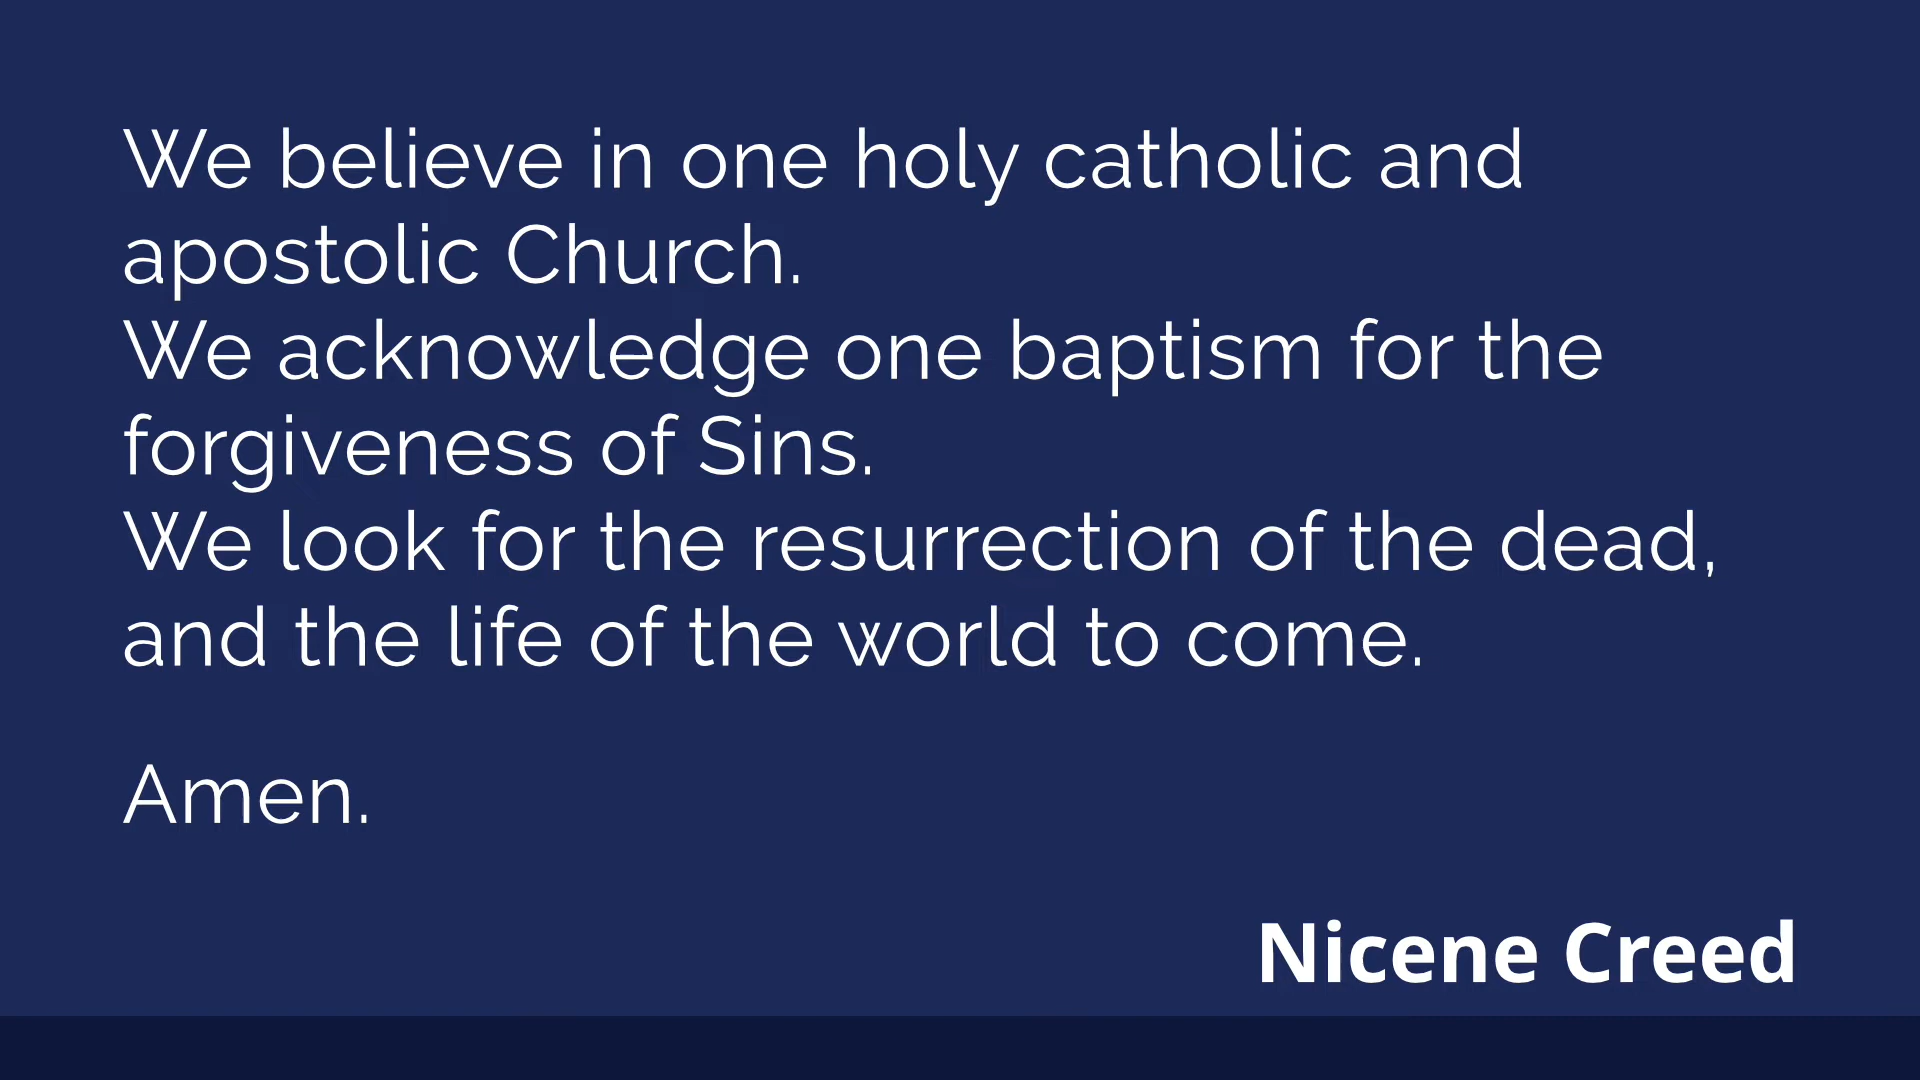 We believe in one holy catholic and
apostolic Church.
We acknowledge one baptism for the
forgiveness of Sins.
We look for the resurrection of the dead,
and the life of the world to come.
Amen.
Nicene Creed